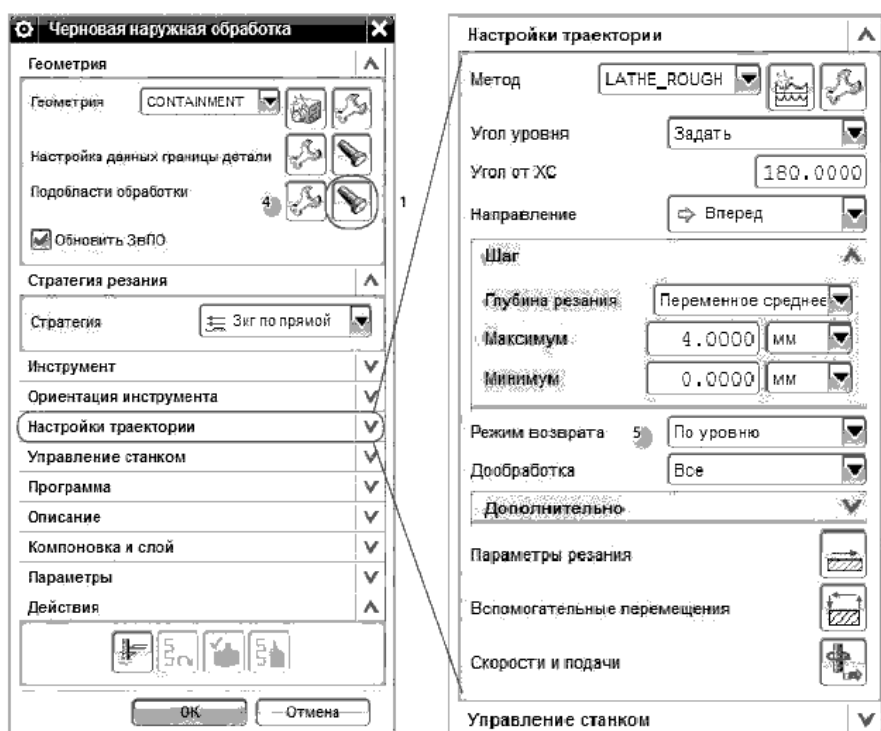 Черновая наружная обработка
Геометрия
Геометрия CONTAINMENT
Настройка данных границы детали
Подобласти обработки
4
1
Обновить ЗвПО
Стратегия резания
Стратегия Зиг по прямой
Инструмент
Ориентация инструмента
Настройки траектории
Управление станком
Программа
Описание
Компоновка и слой
Параметры
Действия
OK Отмена
Настройки траектории
Метод LATHE_ROUGH
Угол уровня Задать
Угол от XC 180.0000
Направление Вперед
Шаг
Глубина резания Переменное среднее
Максимум 4.0000 мм
Минимум 0.0000 мм
Режим возврата 5 По уровню
Дообработка Все
Дополнительно
Параметры резания
Вспомогательные перемещения
Скорости и подачи
Управление станком